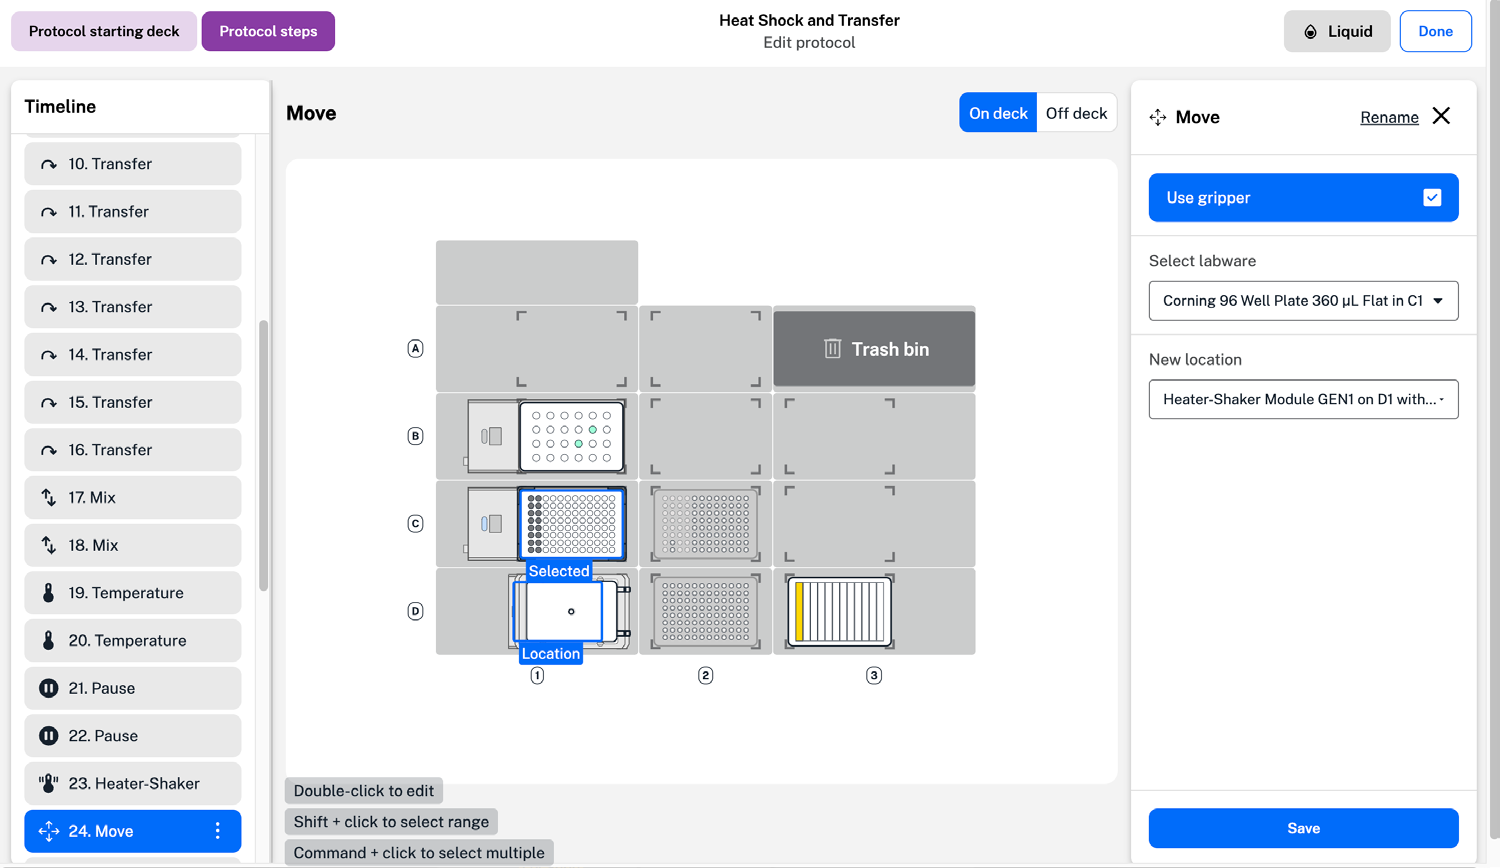 Protocol starting deck
Protocol steps
Heat Shock and Transfer
Edit protocol
Liquid
Done
Timeline
10. Transfer
11. Transfer
12. Transfer
13. Transfer
14. Transfer
15. Transfer
16. Transfer
17. Mix
18. Mix
19. Temperature
20. Temperature
21. Pause
22. Pause
23. Heater-Shaker
24. Move
Move
On deck
Off deck
A
Trash bin
B
C
Selected
D
Location
1
2
3
Double-click to edit
Shift + click to select range
Command + click to select multiple
Move
Rename
Use gripper
Select labware
Corning 96 Well Plate 360 µL Flat in C1
New location
Heater-Shaker Module GEN1 on D1 with...
Save